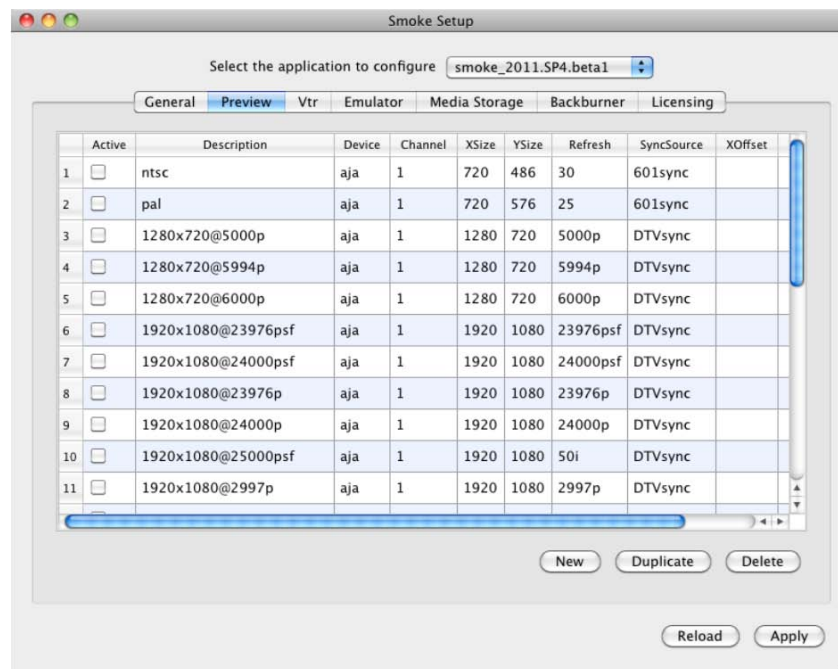 Smoke Setup
Select the application to configure smoke_2011.SP4.beta1
General Preview Vtr Emulator Media Storage Backburner Licensing
Active Description Device Channel XSize YSize Refresh SyncSource XOffset
1 ntsc aja 1 720 486 30 601sync
2 pal aja 1 720 576 25 601sync
3 1280x720@5000p aja 1 1280 720 5000p DTVsync
4 1280x720@5994p aja 1 1280 720 5994p DTVsync
5 1280x720@6000p aja 1 1280 720 6000p DTVsync
6 1920x1080@23976psf aja 1 1920 1080 23976psf DTVsync
7 1920x1080@24000psf aja 1 1920 1080 24000psf DTVsync
8 1920x1080@23976p aja 1 1920 1080 23976p DTVsync
9 1920x1080@24000p aja 1 1920 1080 24000p DTVsync
10 1920x1080@25000psf aja 1 1920 1080 50i DTVsync
11 1920x1080@2997p aja 1 1920 1080 2997p DTVsync
New Duplicate Delete
Reload Apply